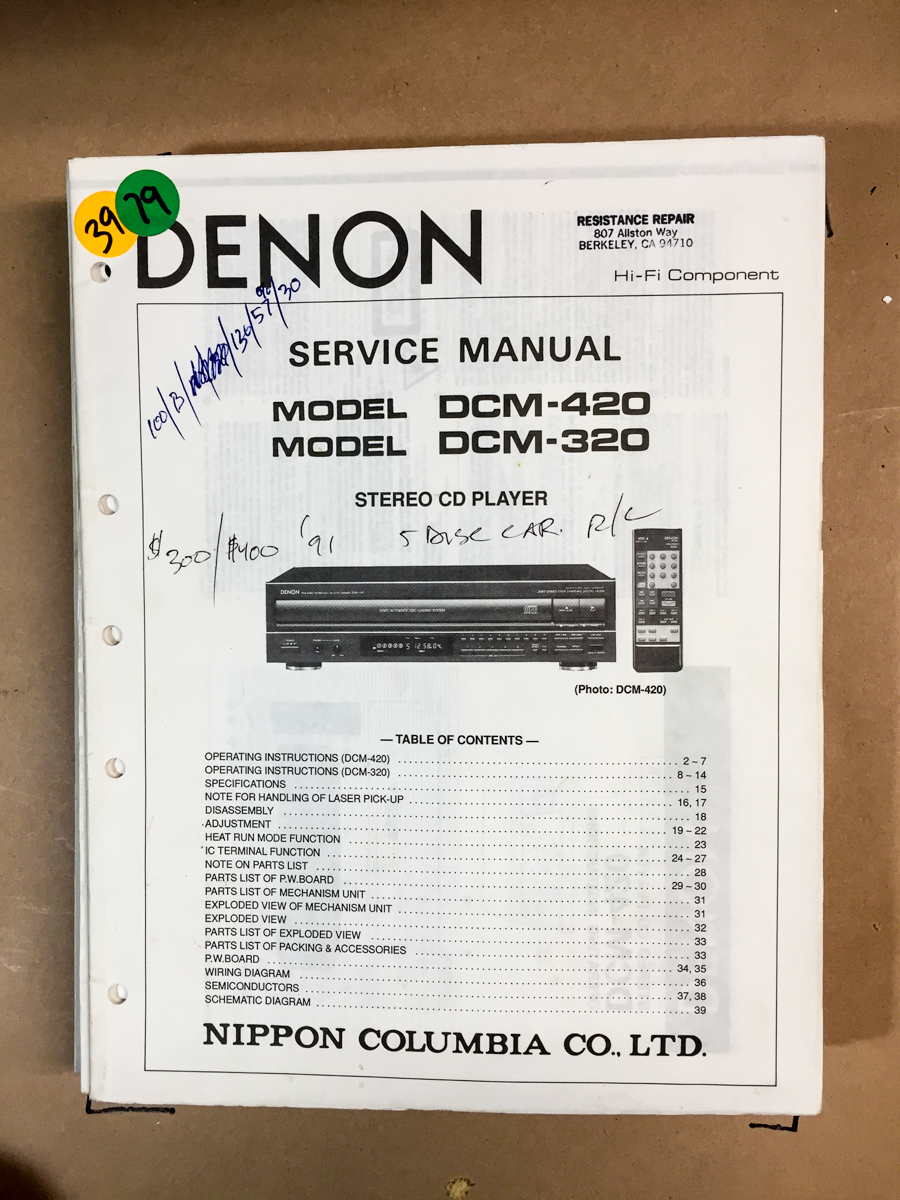 39
79
DENON
RESISTANCE REPAIR
807 Allston Way
BERKELEY, CA 94710
Hi-Fi Component
100/B/
/130/57/30
SERVICE MANUAL
MODEL DCM-420
MODEL DCM-320
STEREO CD PLAYER
$300/$400 '91 5 DISC CAR. R/C
DENON
DENON
(Photo: DCM-420)
— TABLE OF CONTENTS —
OPERATING INSTRUCTIONS (DCM-420) 2 ~ 7
OPERATING INSTRUCTIONS (DCM-320) 8 ~ 14
SPECIFICATIONS 15
NOTE FOR HANDLING OF LASER PICK-UP 16, 17
DISASSEMBLY 18
ADJUSTMENT 19 ~ 22
HEAT RUN MODE FUNCTION 23
IC TERMINAL FUNCTION 24 ~ 27
NOTE ON PARTS LIST 28
PARTS LIST OF P.W.BOARD 29 ~ 30
PARTS LIST OF MECHANISM UNIT 31
EXPLODED VIEW OF MECHANISM UNIT 31
EXPLODED VIEW 32
PARTS LIST OF EXPLODED VIEW 33
PARTS LIST OF PACKING & ACCESSORIES 33
P.W.BOARD 34, 35
WIRING DIAGRAM 36
SEMICONDUCTORS 37, 38
SCHEMATIC DIAGRAM 39
NIPPON COLUMBIA CO., LTD.